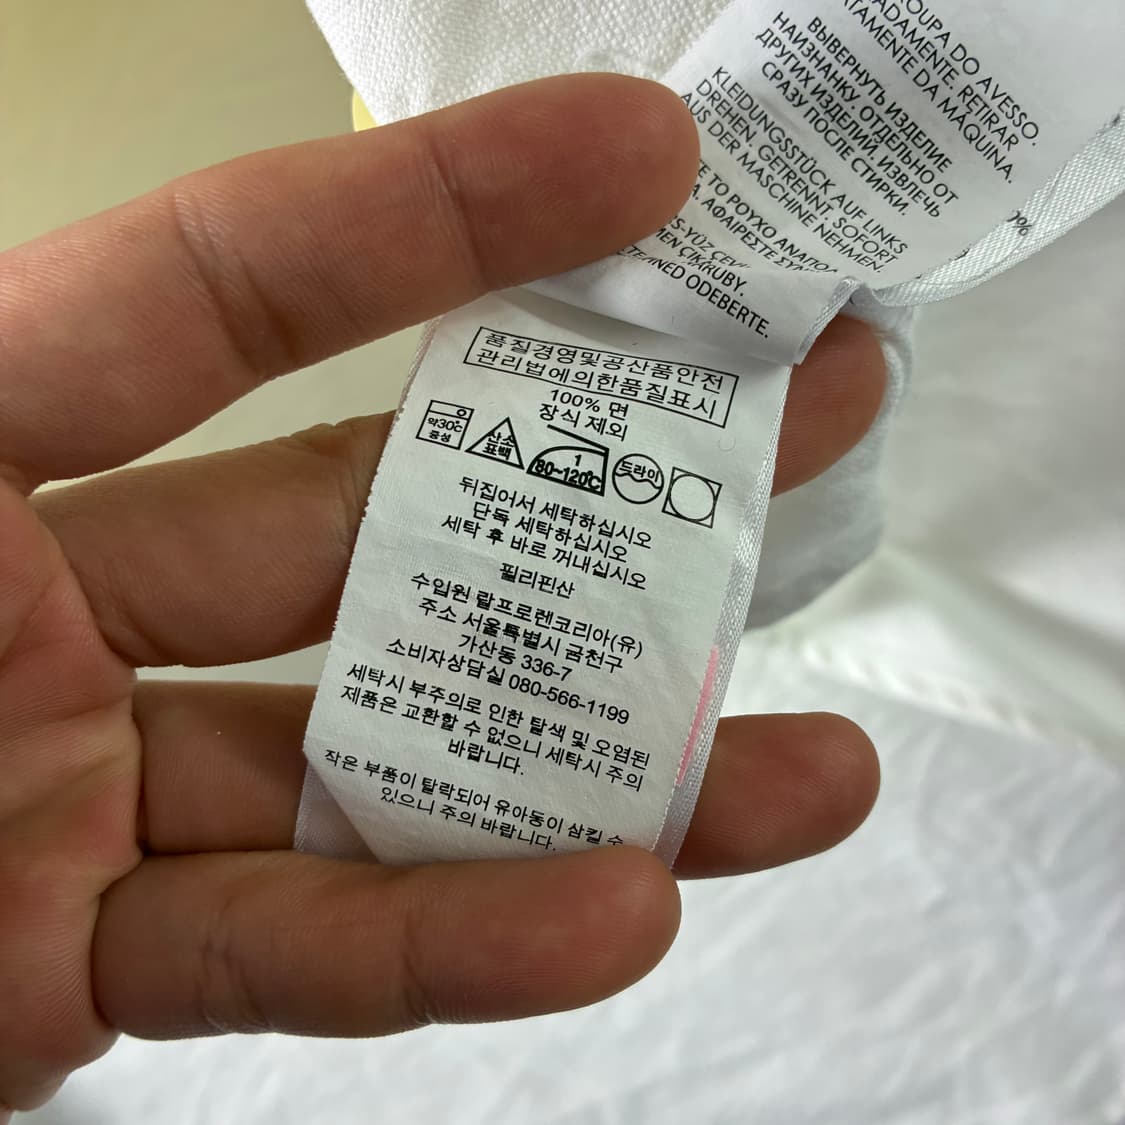 ROUPA DO AVESSO.
ADAMENTE. RETIRAR
ATAMENTE DA MÁQUINA.
ВЫВЕРНУТЬ ИЗДЕЛИЕ
НАИЗНАНКУ. ОТДЕЛЬНО ОТ
ДРУГИХ ИЗДЕЛИЙ. ИЗВЛЕЧЬ
СРАЗУ ПОСЛЕ СТИРКИ.
KLEIDUNGSSTÜCK AUF LINKS
DREHEN. GETRENNT. SOFORT
AUS DER MASCHINE NEHMEN.
TO ΡΟΥΧΟ ΑΝΑΠΟΔ
ΑΦΑΙΡΕΣΤΕ ΣΥΝ
ÇIK
RUBY.
ODEBERTE.
0%
품질경영및공산품안전
관리법에의한품질표시
100% 면
장식 제외
약30℃
중성
산소
표백
1
80~120℃
드라이
뒤집어서 세탁하십시오
단독 세탁하십시오
세탁 후 바로 꺼내십시오
필리핀산
수입원 랄프로렌코리아(유)
주소 서울특별시 금천구
가산동 336-7
소비자상담실 080-566-1199
세탁시 부주의로 인한 탈색 및 오염된
제품은 교환할 수 없으니 세탁시 주의
바랍니다.
작은 부품이 탈락되어 유아동이 삼킬 수
있으니 주의 바랍니다.